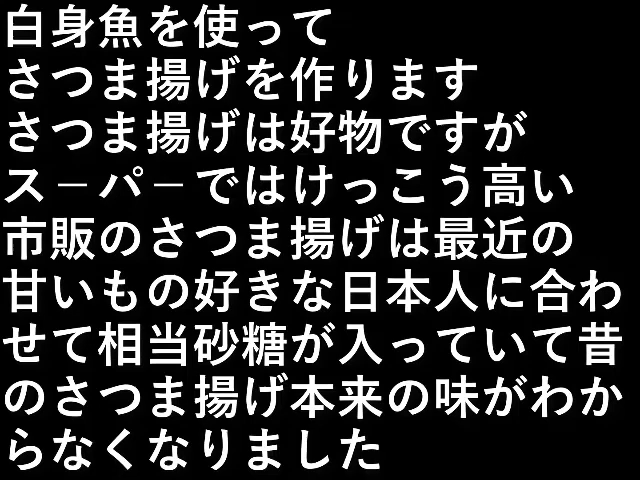 白身魚を使って
さつま揚げを作ります
さつま揚げは好物ですが
スーパーではけっこう高い
市販のさつま揚げは最近の
甘いもの好きな日本人に合わ
せて相当砂糖が入っていて昔
のさつま揚げ本来の味がわか
らなくなりました